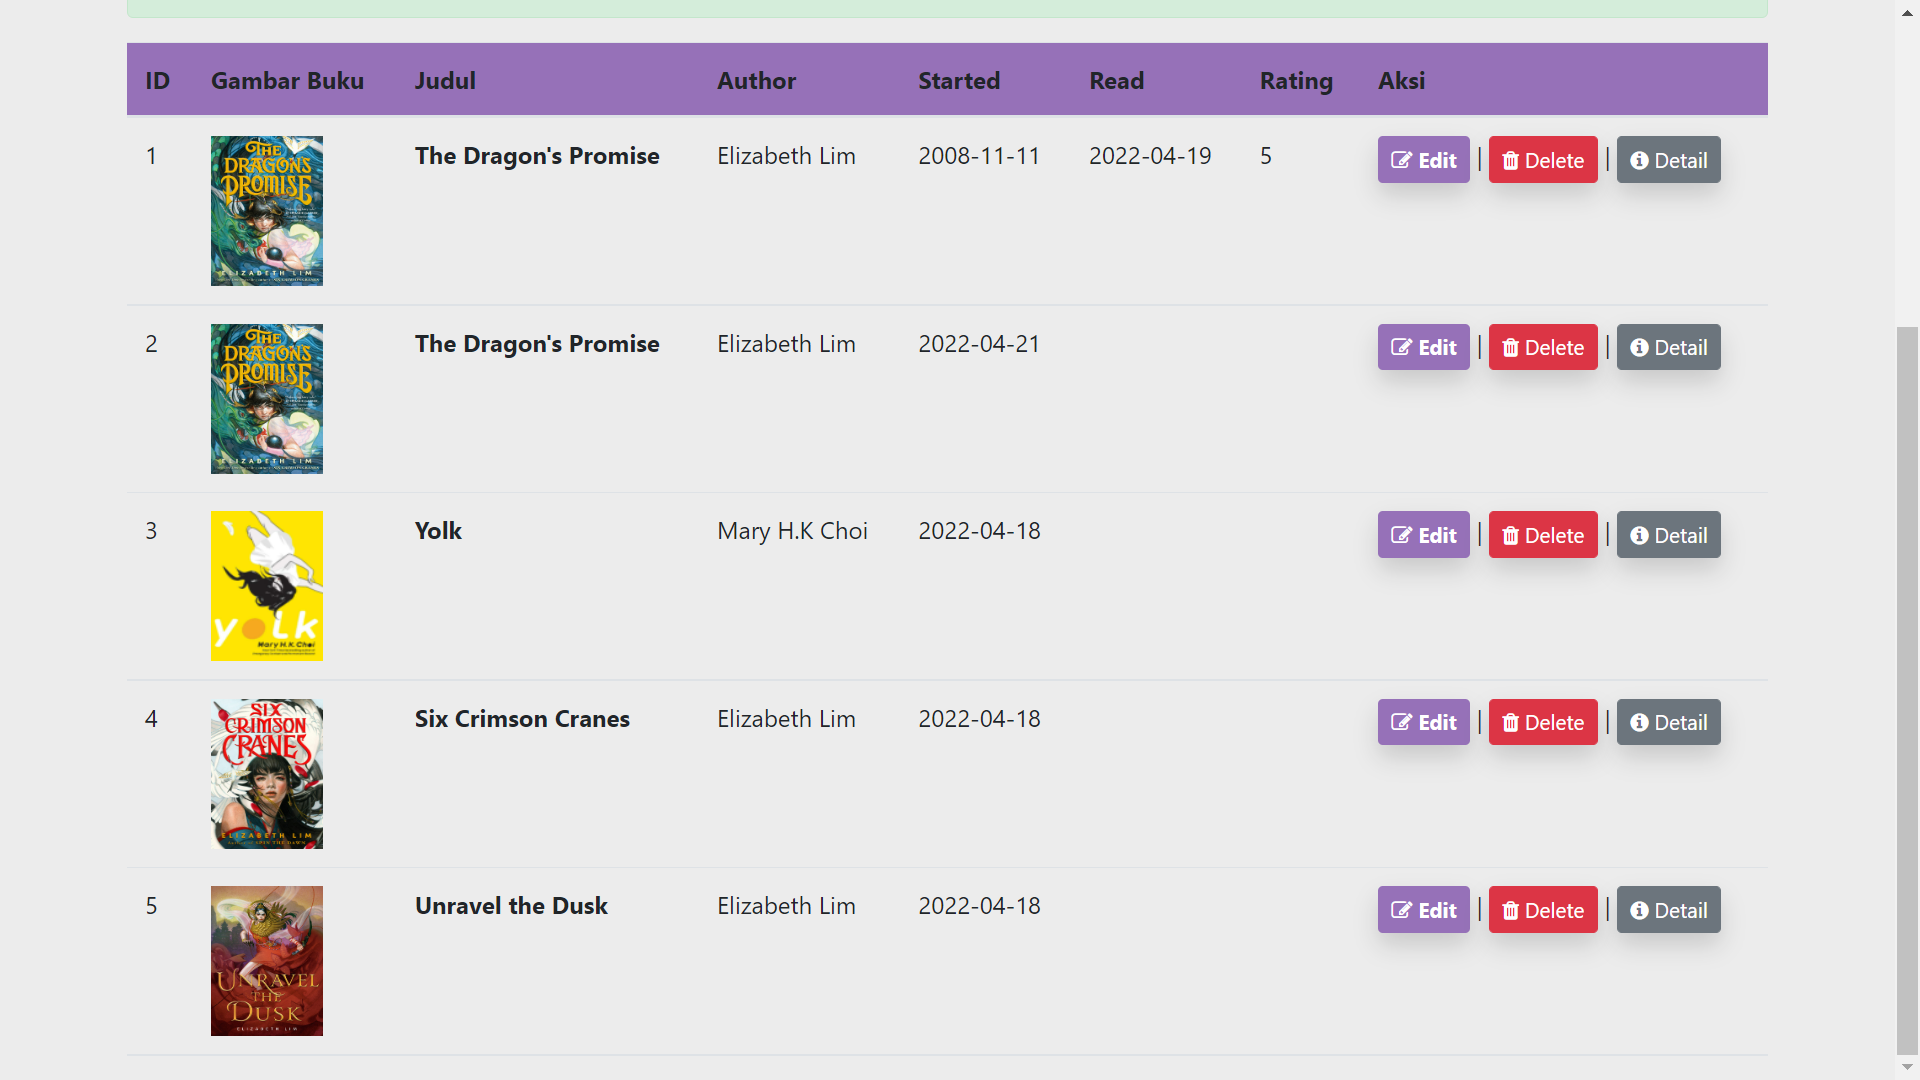 ID Gambar Buku Judul Author Started Read Rating Aksi
1 The Dragon's Promise Elizabeth Lim 2008-11-11 2022-04-19 5 Edit | Delete | Detail
THE
DRAGON'S
PROMISE
ELIZABETH LIM
2 The Dragon's Promise Elizabeth Lim 2022-04-21 Edit | Delete | Detail
THE
DRAGON'S
PROMISE
ELIZABETH LIM
3 Yolk Mary H.K Choi 2022-04-18 Edit | Delete | Detail
yolk
Mary H.K. Choi
4 Six Crimson Cranes Elizabeth Lim 2022-04-18 Edit | Delete | Detail
SIX
CRIMSON
CRANES
ELIZABETH LIM
5 Unravel the Dusk Elizabeth Lim 2022-04-18 Edit | Delete | Detail
UNRAVEL
THE
DUSK
ELIZABETH LIM